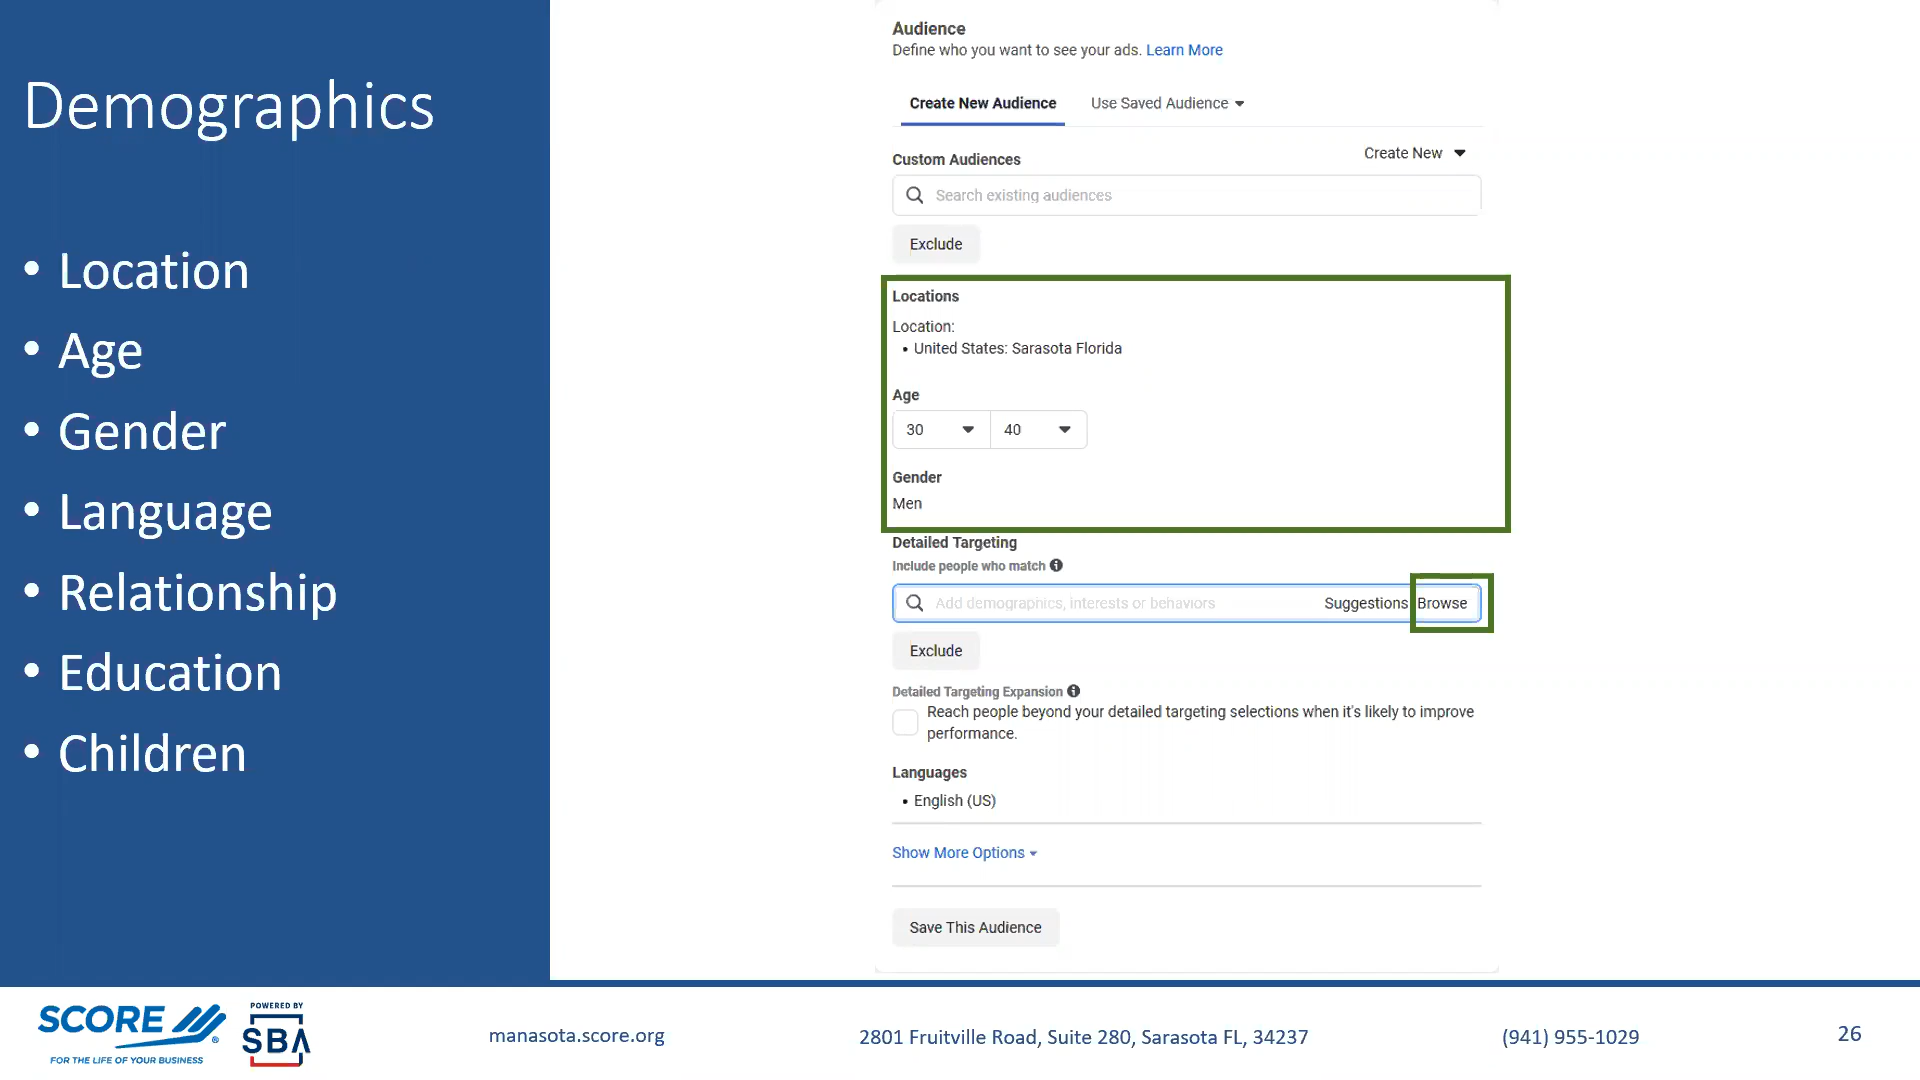 Demographics
• Location
• Age
• Gender
• Language
• Relationship
• Education
• Children
Audience
Define who you want to see your ads. Learn More
Create New Audience Use Saved Audience
Custom Audiences Create New
Search existing audiences
Exclude
Locations
Location:
• United States: Sarasota Florida
Age
30 40
Gender
Men
Detailed Targeting
Include people who match
Add demographics, interests or behaviors Suggestions Browse
Exclude
Detailed Targeting Expansion
Reach people beyond your detailed targeting selections when it's likely to improve
performance.
Languages
• English (US)
Show More Options
Save This Audience
SCORE
FOR THE LIFE OF YOUR BUSINESS
POWERED BY
SBA
manasota.score.org
2801 Fruitville Road, Suite 280, Sarasota FL, 34237
(941) 955-1029
26